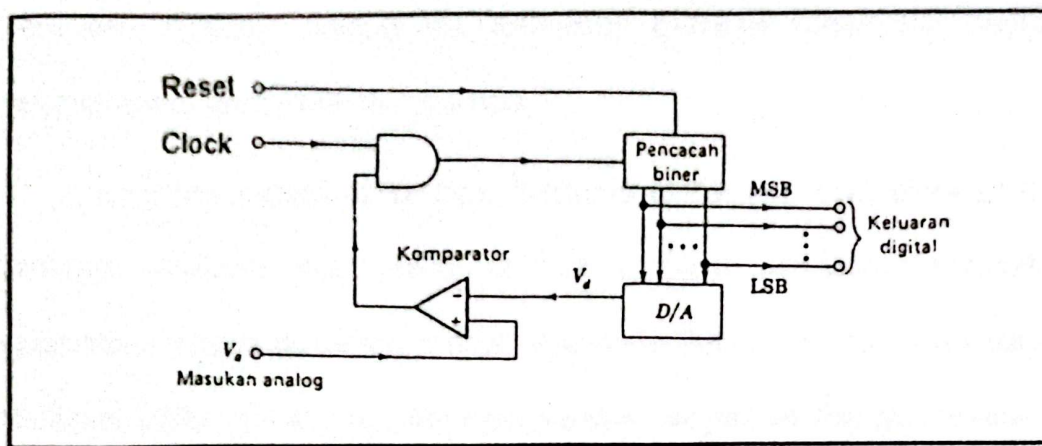 Reset
Clock
Pencacah
biner
MSB
Keluaran
digital
Komparator
V_d
LSB
D/A
−
+
V_a
Masukan analog